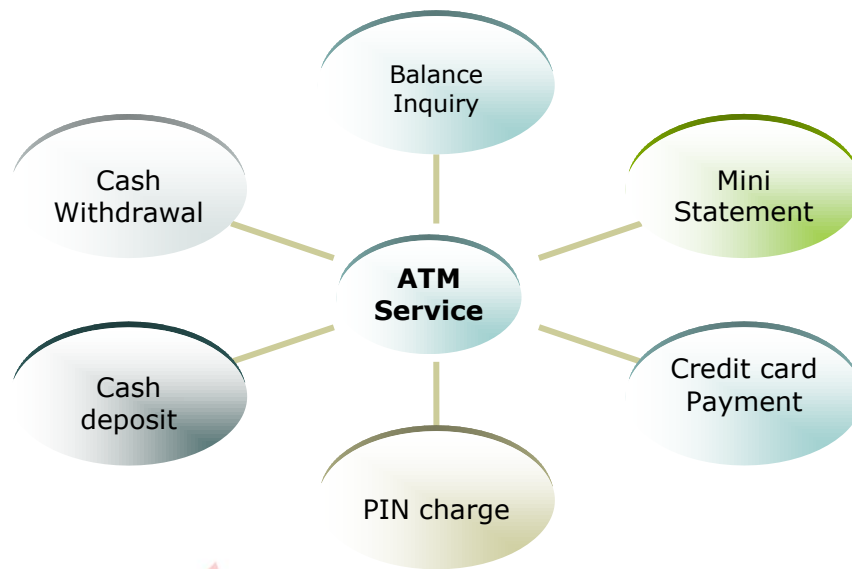 Balance
Inquiry
Cash
Withdrawal
Mini
Statement
ATM
Service
Cash
deposit
Credit card
Payment
PIN charge